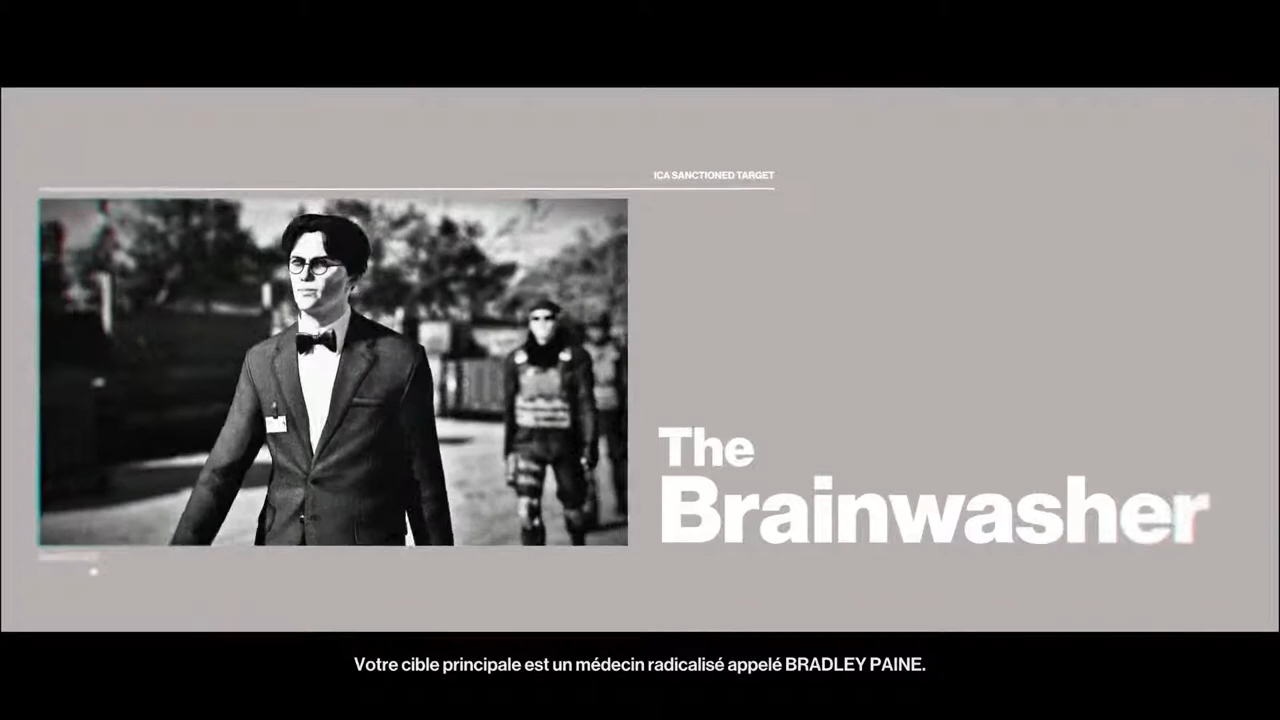 ICA SANCTIONED TARGET
The
Brainwasher
Votre cible principale est un médecin radicalisé appelé BRADLEY PAINE.